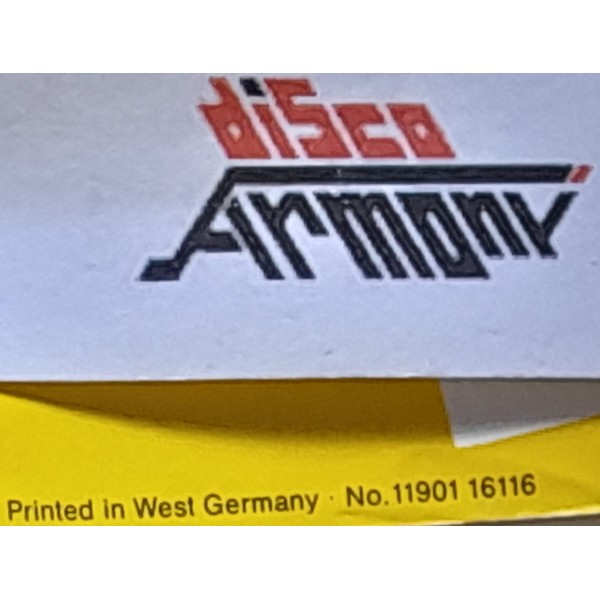 disco
Armony
Printed in West Germany · No. 11901 16116